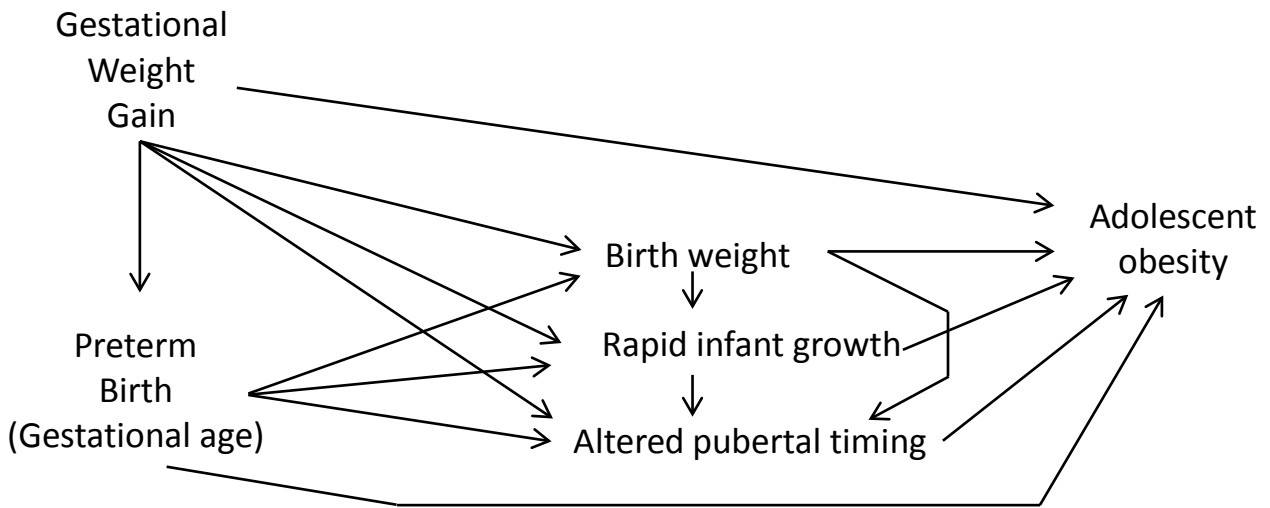 Gestational
Weight
Gain
Adolescent
obesity
Birth weight
Rapid infant growth
Preterm
Birth
(Gestational age)
Altered pubertal timing